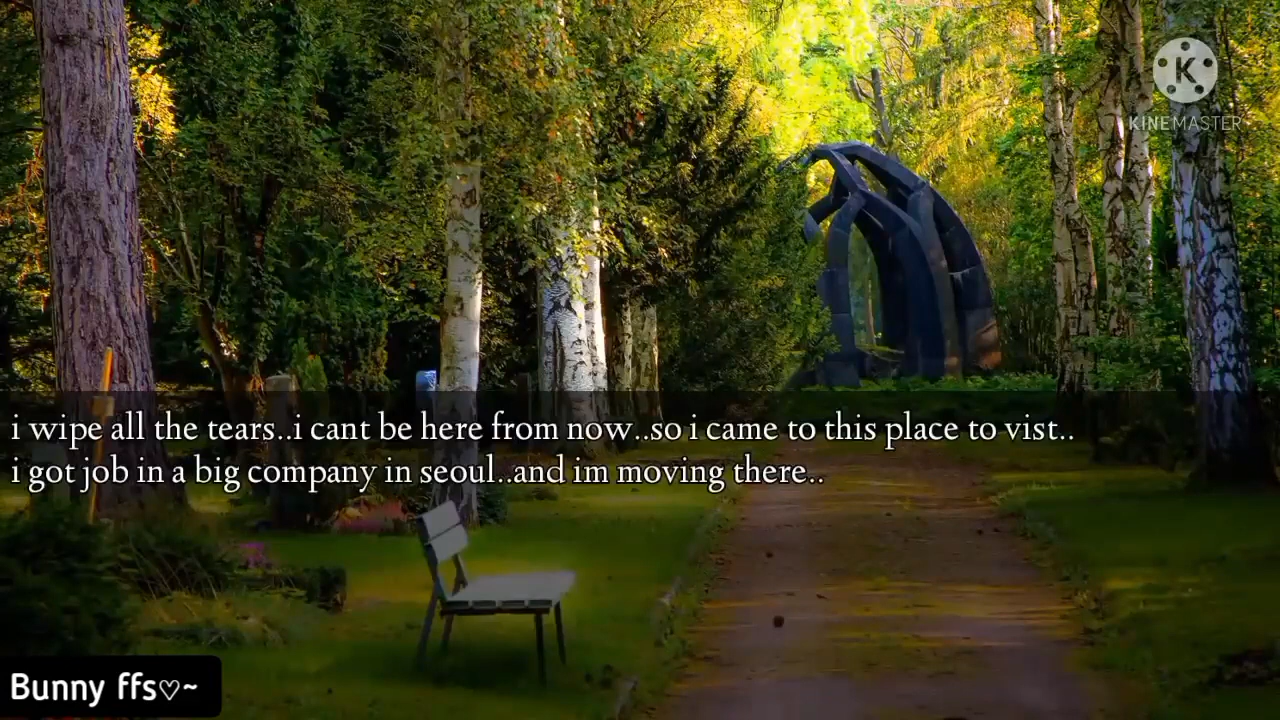 K
KINEMASTER
i wipe all the tears..i cant be here from now..so i came to this place to vist..
i got job in a big company in seoul..and im moving there..
Bunny ffs♡~